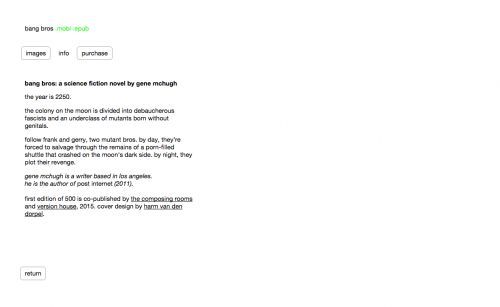 bang bros .mobi .epub
images info purchase
bang bros: a science fiction novel by gene mchugh
the year is 2250.
the colony on the moon is divided into debaucherous
fascists and an underclass of mutants born without
genitals.
follow frank and gerry, two mutant bros. by day, they're
forced to salvage through the remains of a porn-filled
shuttle that crashed on the moon's dark side. by night, they
plot their revenge.
gene mchugh is a writer based in los angeles.
he is the author of post internet (2011).
first edition of 500 is co-published by the composing rooms
and version house, 2015. cover design by harm van den
dorpel.
return